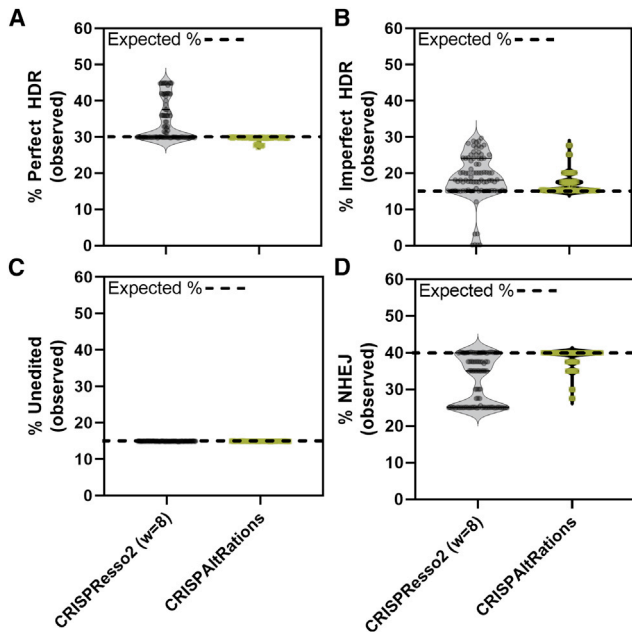 A
60
50
40
30
20
10
0
% Perfect HDR
(observed)
Expected %
B
60
50
40
30
20
10
0
% Imperfect HDR
(observed)
Expected %
C
60
50
40
30
20
10
0
% Unedited
(observed)
Expected %
CRISPResso2 (w=8)
CRISPAltRations
D
60
50
40
30
20
10
0
% NHEJ
(observed)
Expected %
CRISPResso2 (w=8)
CRISPAltRations